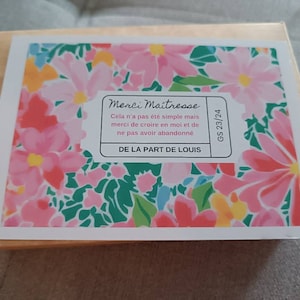 Merci Maîtresse
Cela n'a pas été simple mais
merci de croire en moi et de
ne pas avoir abandonné
DE LA PART DE LOUIS
GS 23/24